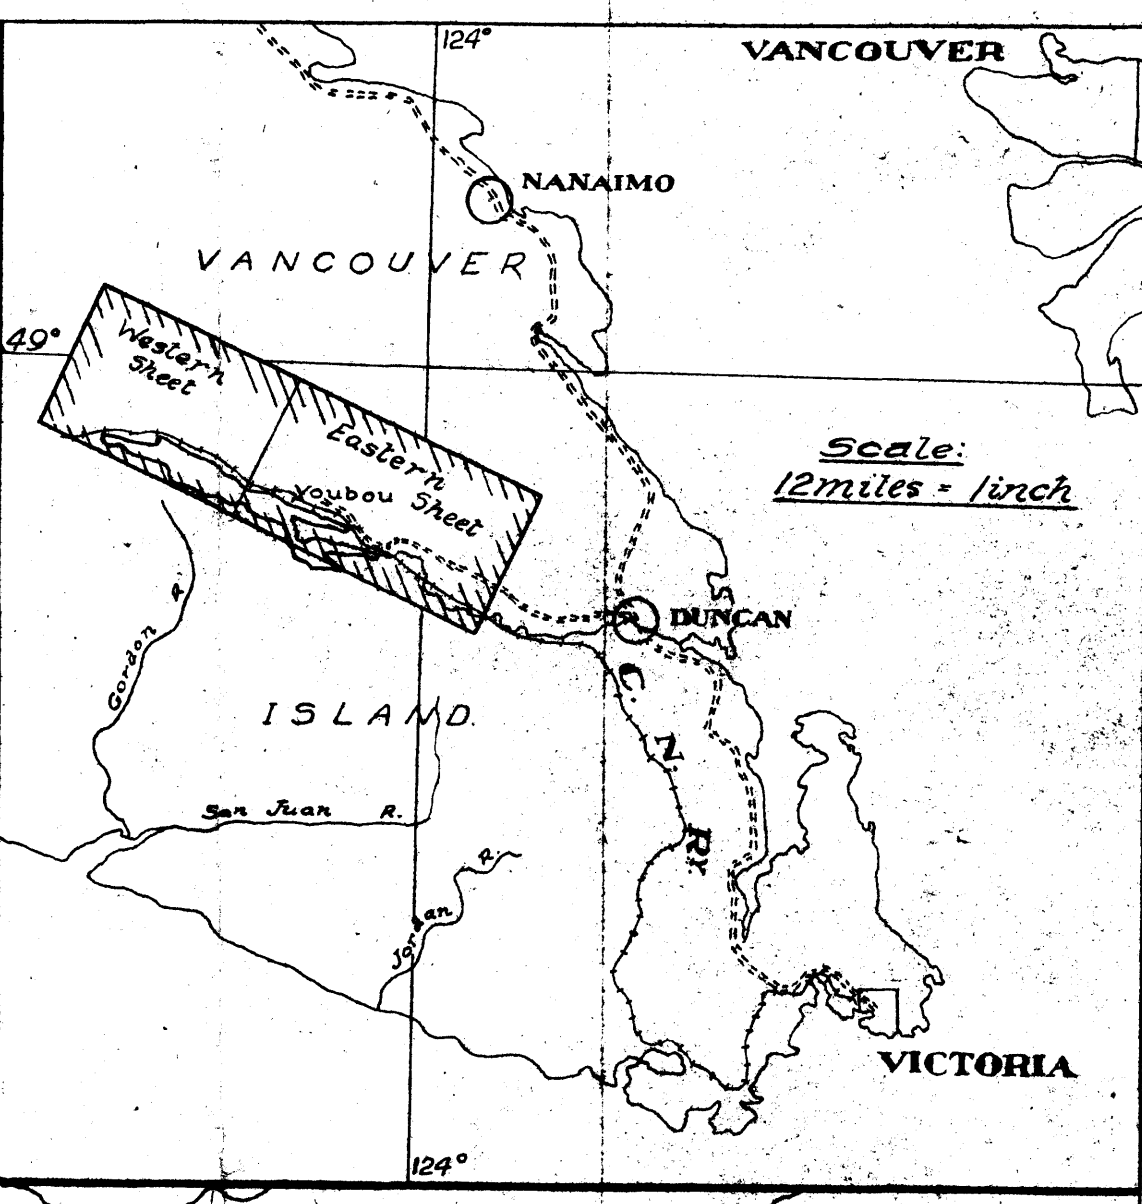 124°
VANCOUVER
NANAIMO
VANCOUVER
49°
Western
Sheet
Eastern
Sheet
Youbou
Scale:
12miles = 1inch
DUNCAN
Gordon R.
C. N. Ry.
ISLAND.
San Juan R.
Jordan R.
VICTORIA
124°